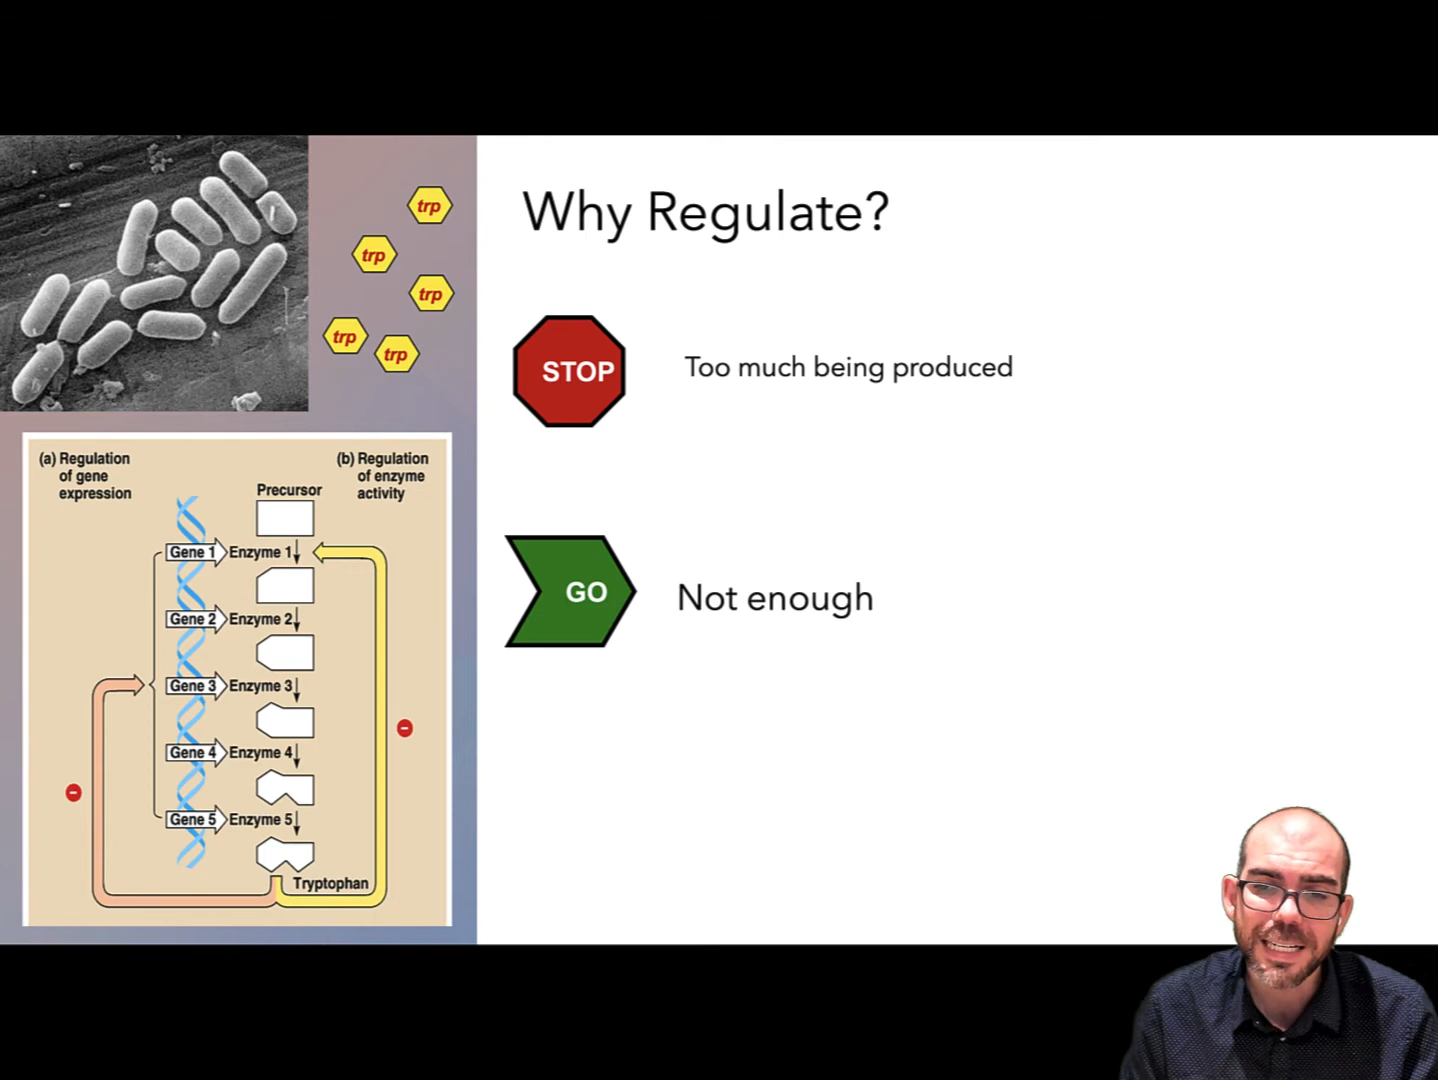 trp
trp
trp
trp
trp
Why Regulate?
STOP
Too much being produced
GO
Not enough
(a) Regulation
of gene
expression
(b) Regulation
of enzyme
activity
Precursor
Gene 1
Enzyme 1
Gene 2
Enzyme 2
Gene 3
Enzyme 3
Gene 4
Enzyme 4
Gene 5
Enzyme 5
Tryptophan